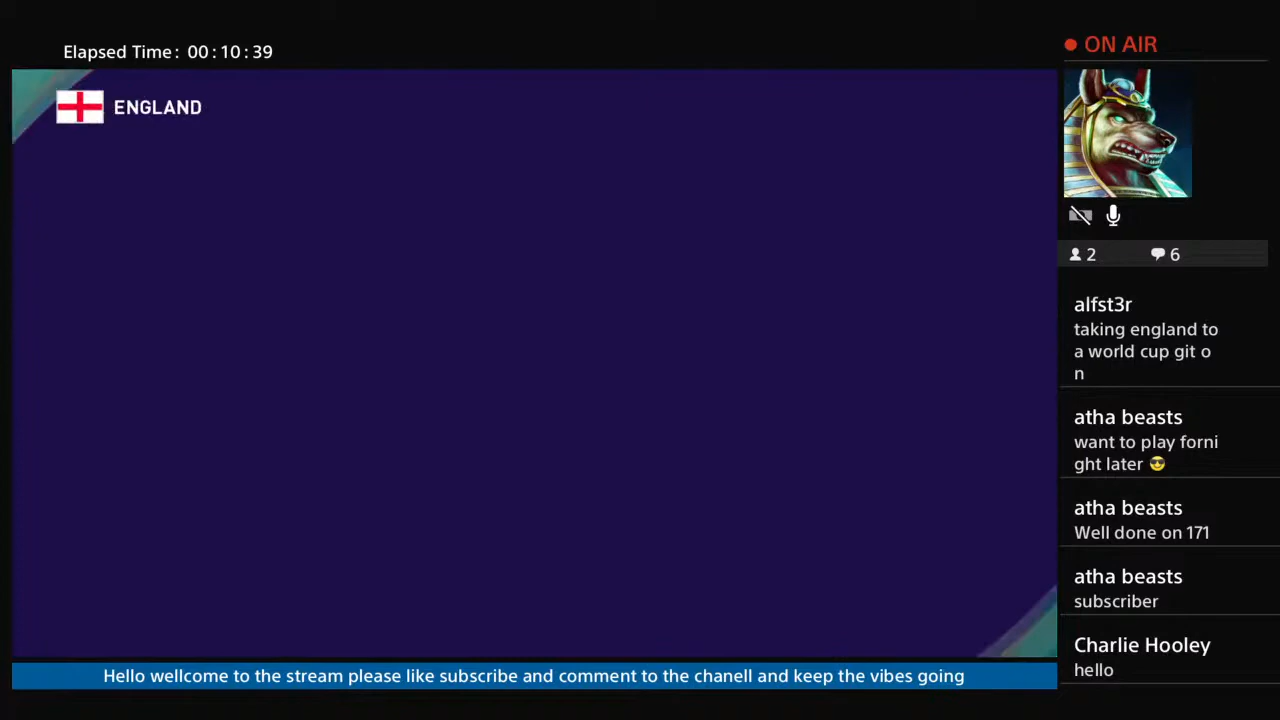 Elapsed Time: 00:10:39
ON AIR
ENGLAND
2 6
alfst3r
taking england to
a world cup git o
n
atha beasts
want to play forni
ght later 😎
atha beasts
Well done on 171
atha beasts
subscriber
Charlie Hooley
hello
Hello wellcome to the stream please like subscribe and comment to the chanell and keep the vibes going